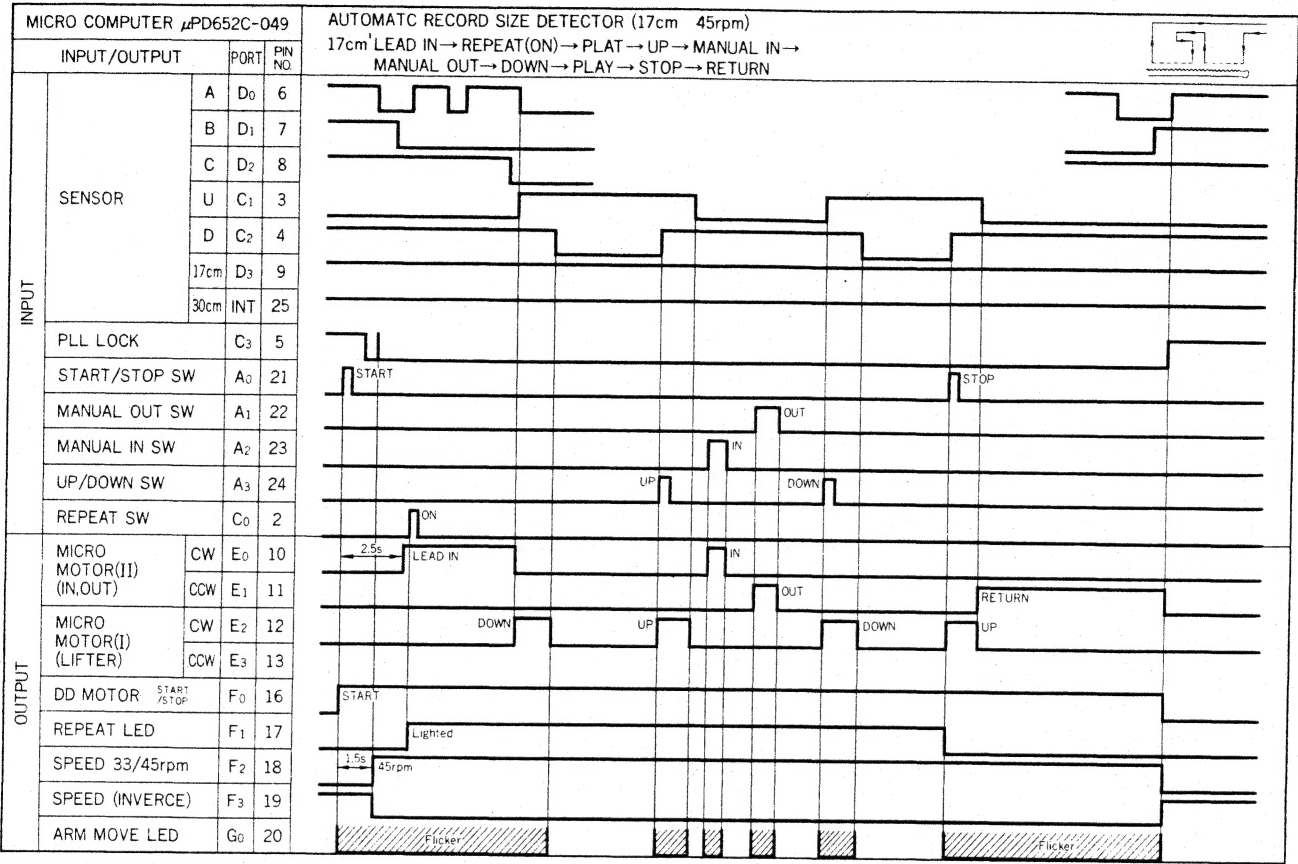 MICRO COMPUTER μPD652C-049
AUTOMATC RECORD SIZE DETECTOR (17cm 45rpm)
17cm' LEAD IN→ REPEAT(ON)→ PLAT→ UP→ MANUAL IN→
MANUAL OUT→ DOWN→ PLAY→ STOP→ RETURN
INPUT/OUTPUT PORT PIN NO.
INPUT
SENSOR
A D0 6
B D1 7
C D2 8
U C1 3
D C2 4
17cm D3 9
30cm INT 25
PLL LOCK C3 5
START/STOP SW A0 21 START STOP
MANUAL OUT SW A1 22 OUT
MANUAL IN SW A2 23 IN
UP/DOWN SW A3 24 UP DOWN
REPEAT SW C0 2 ON
OUTPUT
MICRO MOTOR(II) (IN,OUT)
CW E0 10 2.5s LEAD IN IN
CCW E1 11 OUT RETURN
MICRO MOTOR(I) (LIFTER)
CW E2 12 DOWN UP DOWN UP
CCW E3 13
DD MOTOR START /STOP F0 16 START
REPEAT LED F1 17 Lighted
SPEED 33/45rpm F2 18 1.5s 45rpm
SPEED (INVERCE) F3 19
ARM MOVE LED G0 20 Flicker Flicker